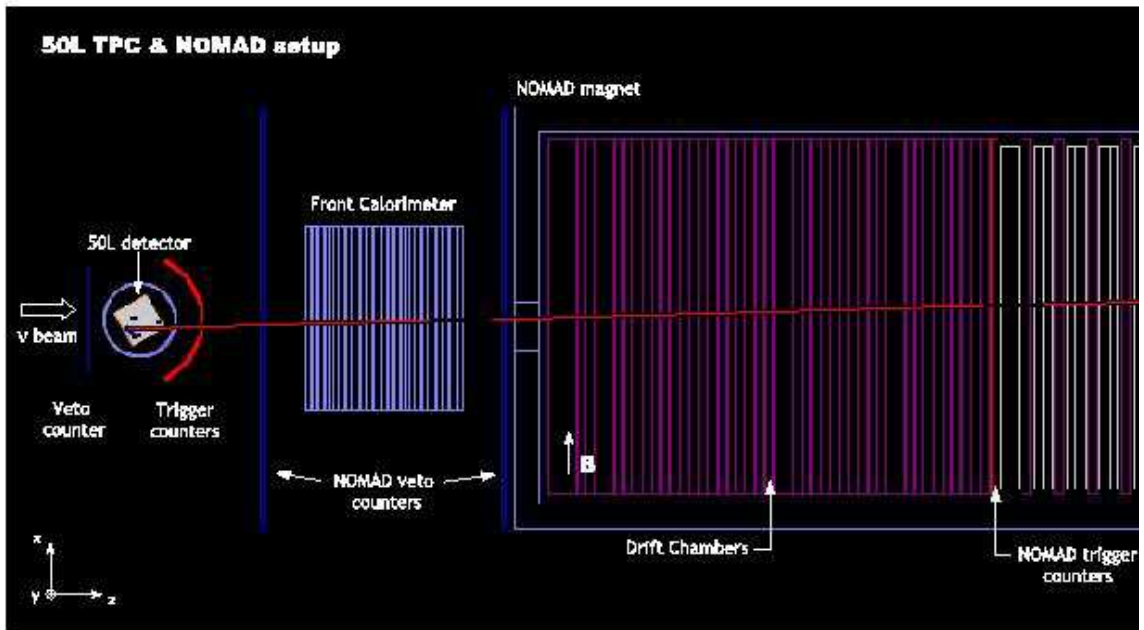 50L TPC & NOMAD setup
NOMAD magnet
Front Calorimeter
50L detector
ν beam
Veto
counter
Trigger
counters
B
NOMAD veto
counters
Drift Chambers
NOMAD trigger
counters
x
y
z